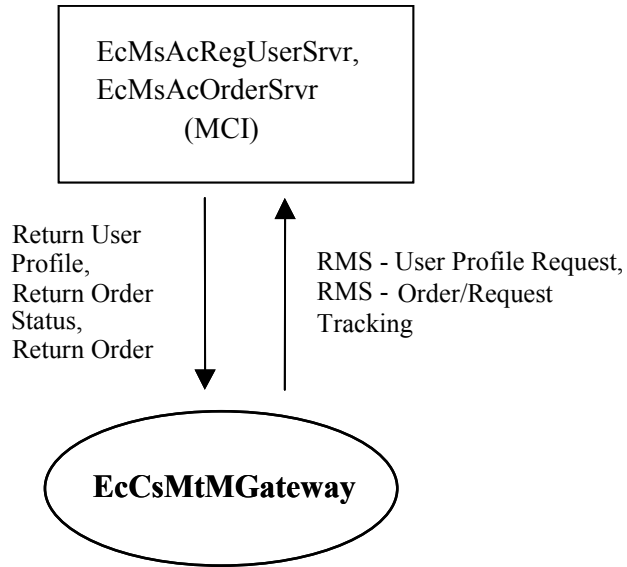 EcMsAcRegUserSrvr,
EcMsAcOrderSrvr
(MCI)
Return User
Profile,
Return Order
Status,
Return Order
RMS - User Profile Request,
RMS - Order/Request
Tracking
EcCsMtMGateway